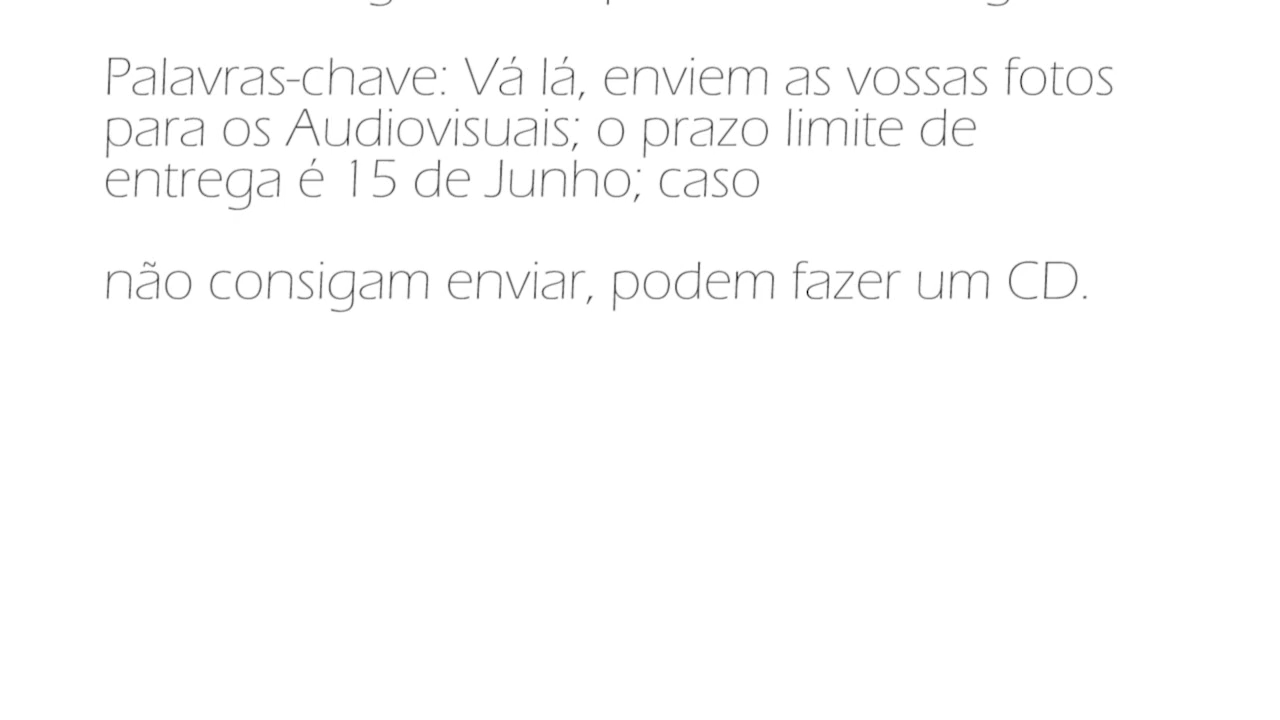 Palavras-chave: Vá lá, enviem as vossas fotos
para os Audiovisuais; o prazo limite de
entrega é 15 de Junho; caso
não consigam enviar, podem fazer um CD.